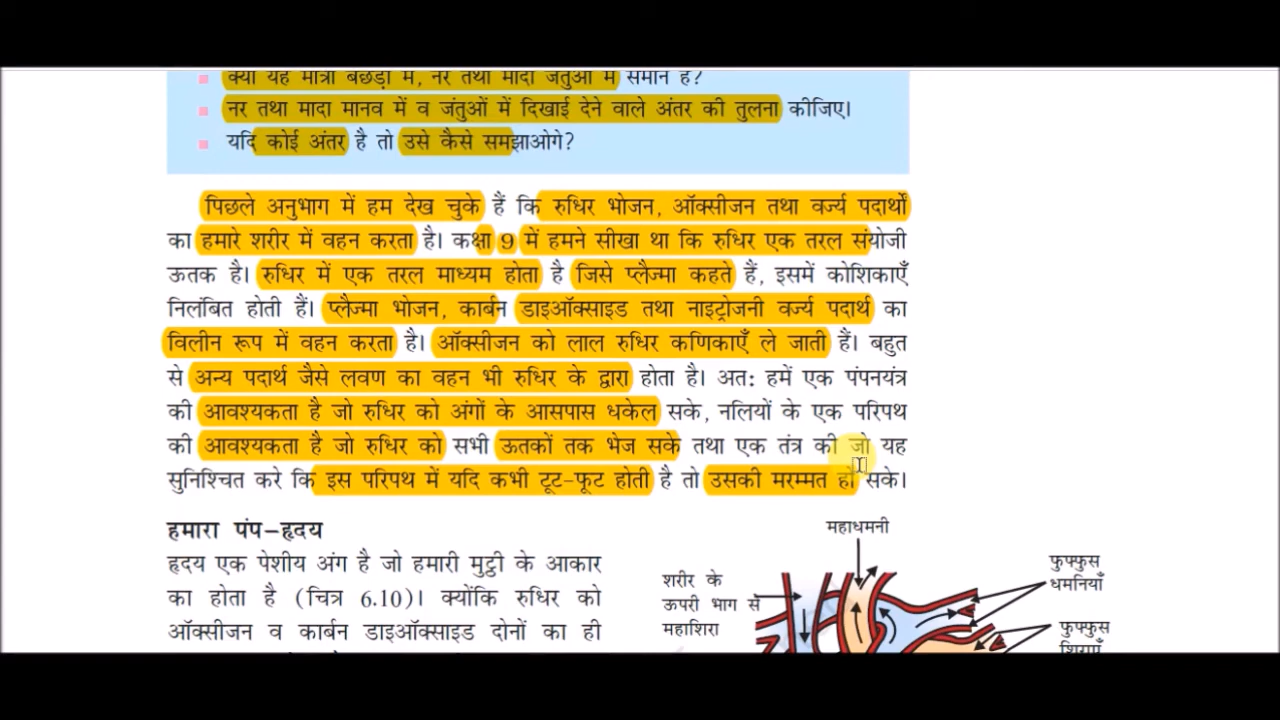 क्या यह मात्रा बछड़ों में, नर तथा मादा जंतुओं में समान है?
नर तथा मादा मानव में व जंतुओं में दिखाई देने वाले अंतर की तुलना कीजिए।
यदि कोई अंतर है तो उसे कैसे समझाओगे?
पिछले अनुभाग में हम देख चुके हैं कि रुधिर भोजन, ऑक्सीजन तथा वर्ज्य पदार्थों
का हमारे शरीर में वहन करता है। कक्षा 9 में हमने सीखा था कि रुधिर एक तरल संयोजी
ऊतक है। रुधिर में एक तरल माध्यम होता है जिसे प्लैज्मा कहते हैं, इसमें कोशिकाएँ
निलंबित होती हैं। प्लैज्मा भोजन, कार्बन डाइऑक्साइड तथा नाइट्रोजनी वर्ज्य पदार्थ का
विलीन रूप में वहन करता है। ऑक्सीजन को लाल रुधिर कणिकाएँ ले जाती हैं। बहुत
से अन्य पदार्थ जैसे लवण का वहन भी रुधिर के द्वारा होता है। अतः हमें एक पंपनयंत्र
की आवश्यकता है जो रुधिर को अंगों के आसपास धकेल सके, नलियों के एक परिपथ
की आवश्यकता है जो रुधिर को सभी ऊतकों तक भेज सके तथा एक तंत्र की जो यह
सुनिश्चित करे कि इस परिपथ में यदि कभी टूट-फूट होती है तो उसकी मरम्मत हो सके।
हमारा पंप–हृदय
हृदय एक पेशीय अंग है जो हमारी मुट्ठी के आकार
का होता है (चित्र 6.10)। क्योंकि रुधिर को
ऑक्सीजन व कार्बन डाइऑक्साइड दोनों का ही
महाधमनी
शरीर के
ऊपरी भाग से
महाशिरा
फुफ्फुस
धमनियाँ
फुफ्फुस
शिराएँ